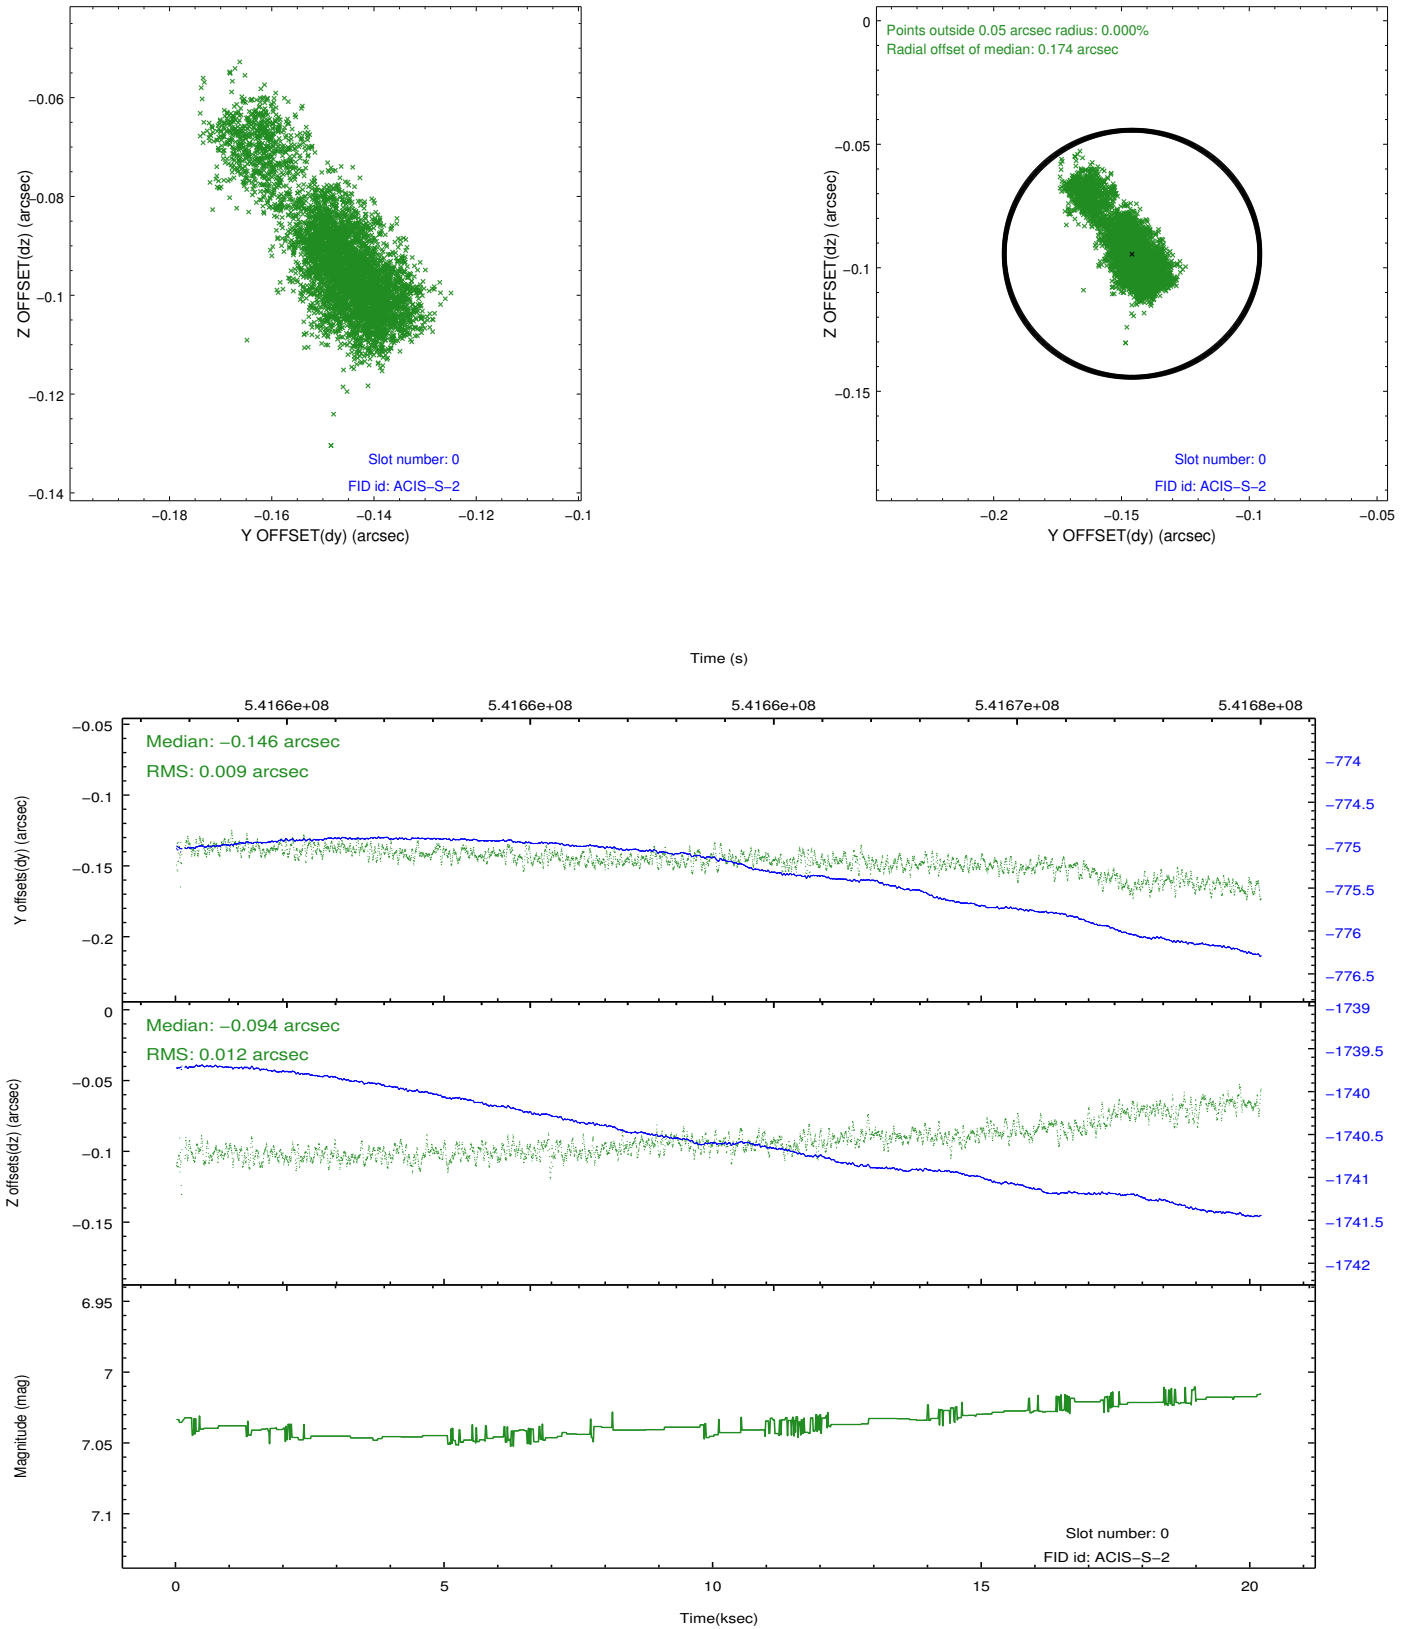 −0.06
−0.08
−0.1
−0.12
−0.14
Z OFFSET(dz) (arcsec)
Slot number: 0
FID id: ACIS−S−2
−0.18
−0.16
−0.14
−0.12
−0.1
Y OFFSET(dy) (arcsec)
Points outside 0.05 arcsec radius: 0.000%
Radial offset of median: 0.174 arcsec
0
−0.05
−0.1
−0.15
Z OFFSET(dz) (arcsec)
Slot number: 0
FID id: ACIS−S−2
−0.2
−0.15
−0.1
−0.05
Y OFFSET(dy) (arcsec)
Time (s)
5.4166e+08
5.4166e+08
5.4166e+08
5.4167e+08
5.4168e+08
Median: −0.146 arcsec
RMS: 0.009 arcsec
−0.05
−0.1
−0.15
−0.2
Y offsets(dy) (arcsec)
−774
−774.5
−775
−775.5
−776
−776.5
Median: −0.094 arcsec
RMS: 0.012 arcsec
0
−0.05
−0.1
−0.15
Z offsets(dz) (arcsec)
−1739
−1739.5
−1740
−1740.5
−1741
−1741.5
−1742
6.95
7
7.05
7.1
Magnitude (mag)
Slot number: 0
FID id: ACIS−S−2
0
5
10
15
20
Time(ksec)